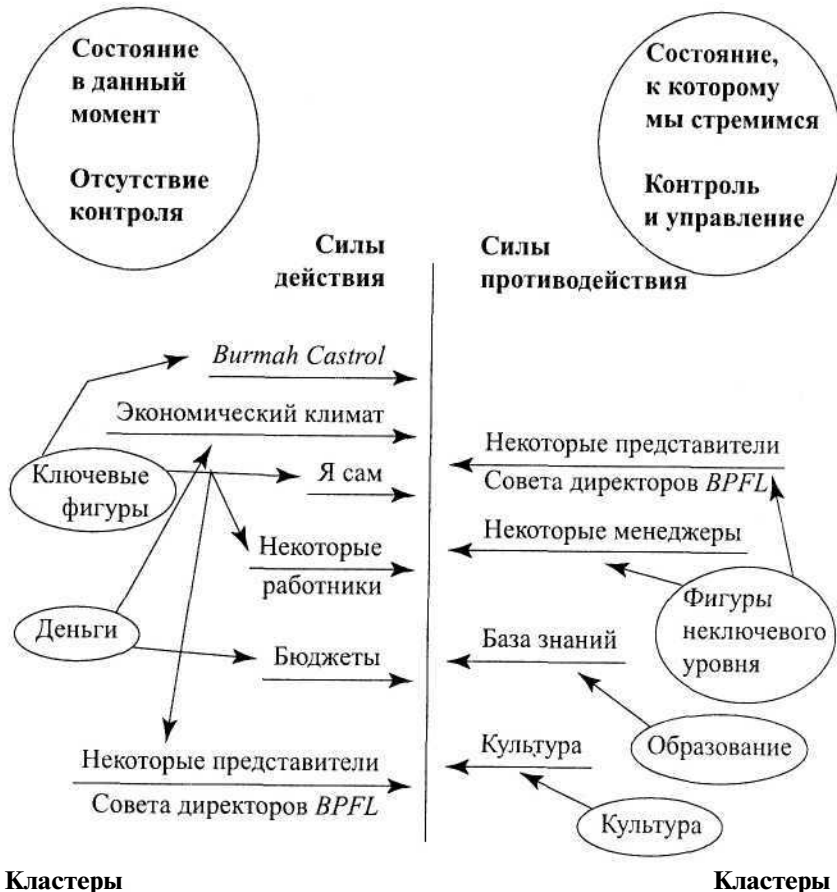 Состояние
в данный
момент
Отсутствие
контроля
Состояние,
к которому
мы стремимся
Контроль
и управление
Силы
действия
Силы
противодействия
Burmah Castrol
Экономический климат
Ключевые
фигуры
Я сам
Некоторые
работники
Деньги
Бюджеты
Некоторые представители
Совета директоров BPFL
Некоторые представители
Совета директоров BPFL
Некоторые менеджеры
Фигуры
неключевого
уровня
База знаний
Образование
Культура
Культура
Кластеры
Кластеры